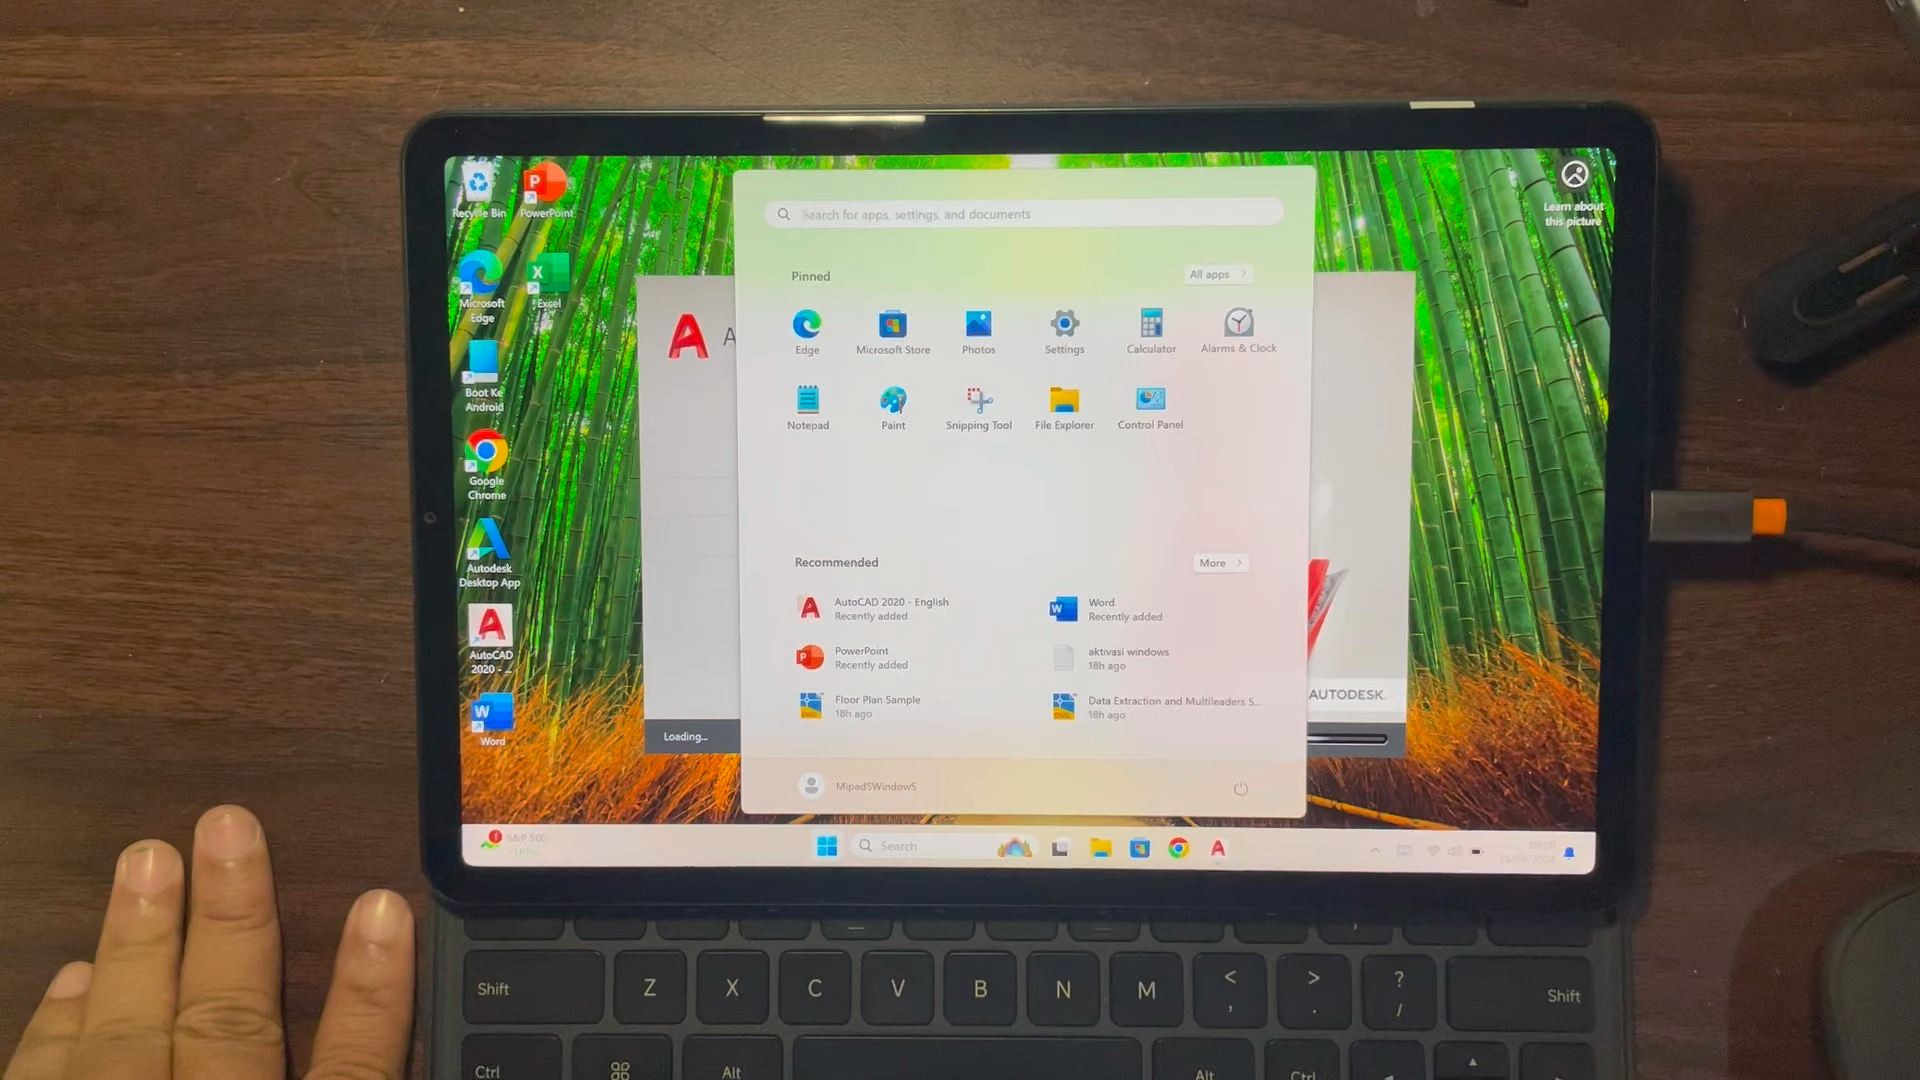 Recycle Bin
PowerPoint
Microsoft
Edge
Excel
Boot Ke
Android
Google
Chrome
Autodesk
Desktop App
AutoCAD
2020 - ...
Word
Learn about
this picture
A
Loading...
AUTODESK.
Search for apps, settings, and documents
Pinned
All apps
Edge
Microsoft Store
Photos
Settings
Calculator
Alarms & Clock
Notepad
Paint
Snipping Tool
File Explorer
Control Panel
Recommended
More
AutoCAD 2020 - English
Recently added
Word
Recently added
PowerPoint
Recently added
aktivasi windows
18h ago
Floor Plan Sample
18h ago
Data Extraction and Multileaders S...
18h ago
Mipad5Window5
S&P 500
Search
Shift
Z
X
C
V
B
N
M
<
,
>
.
?
/
Shift
Ctrl
Alt
Alt
Ctrl